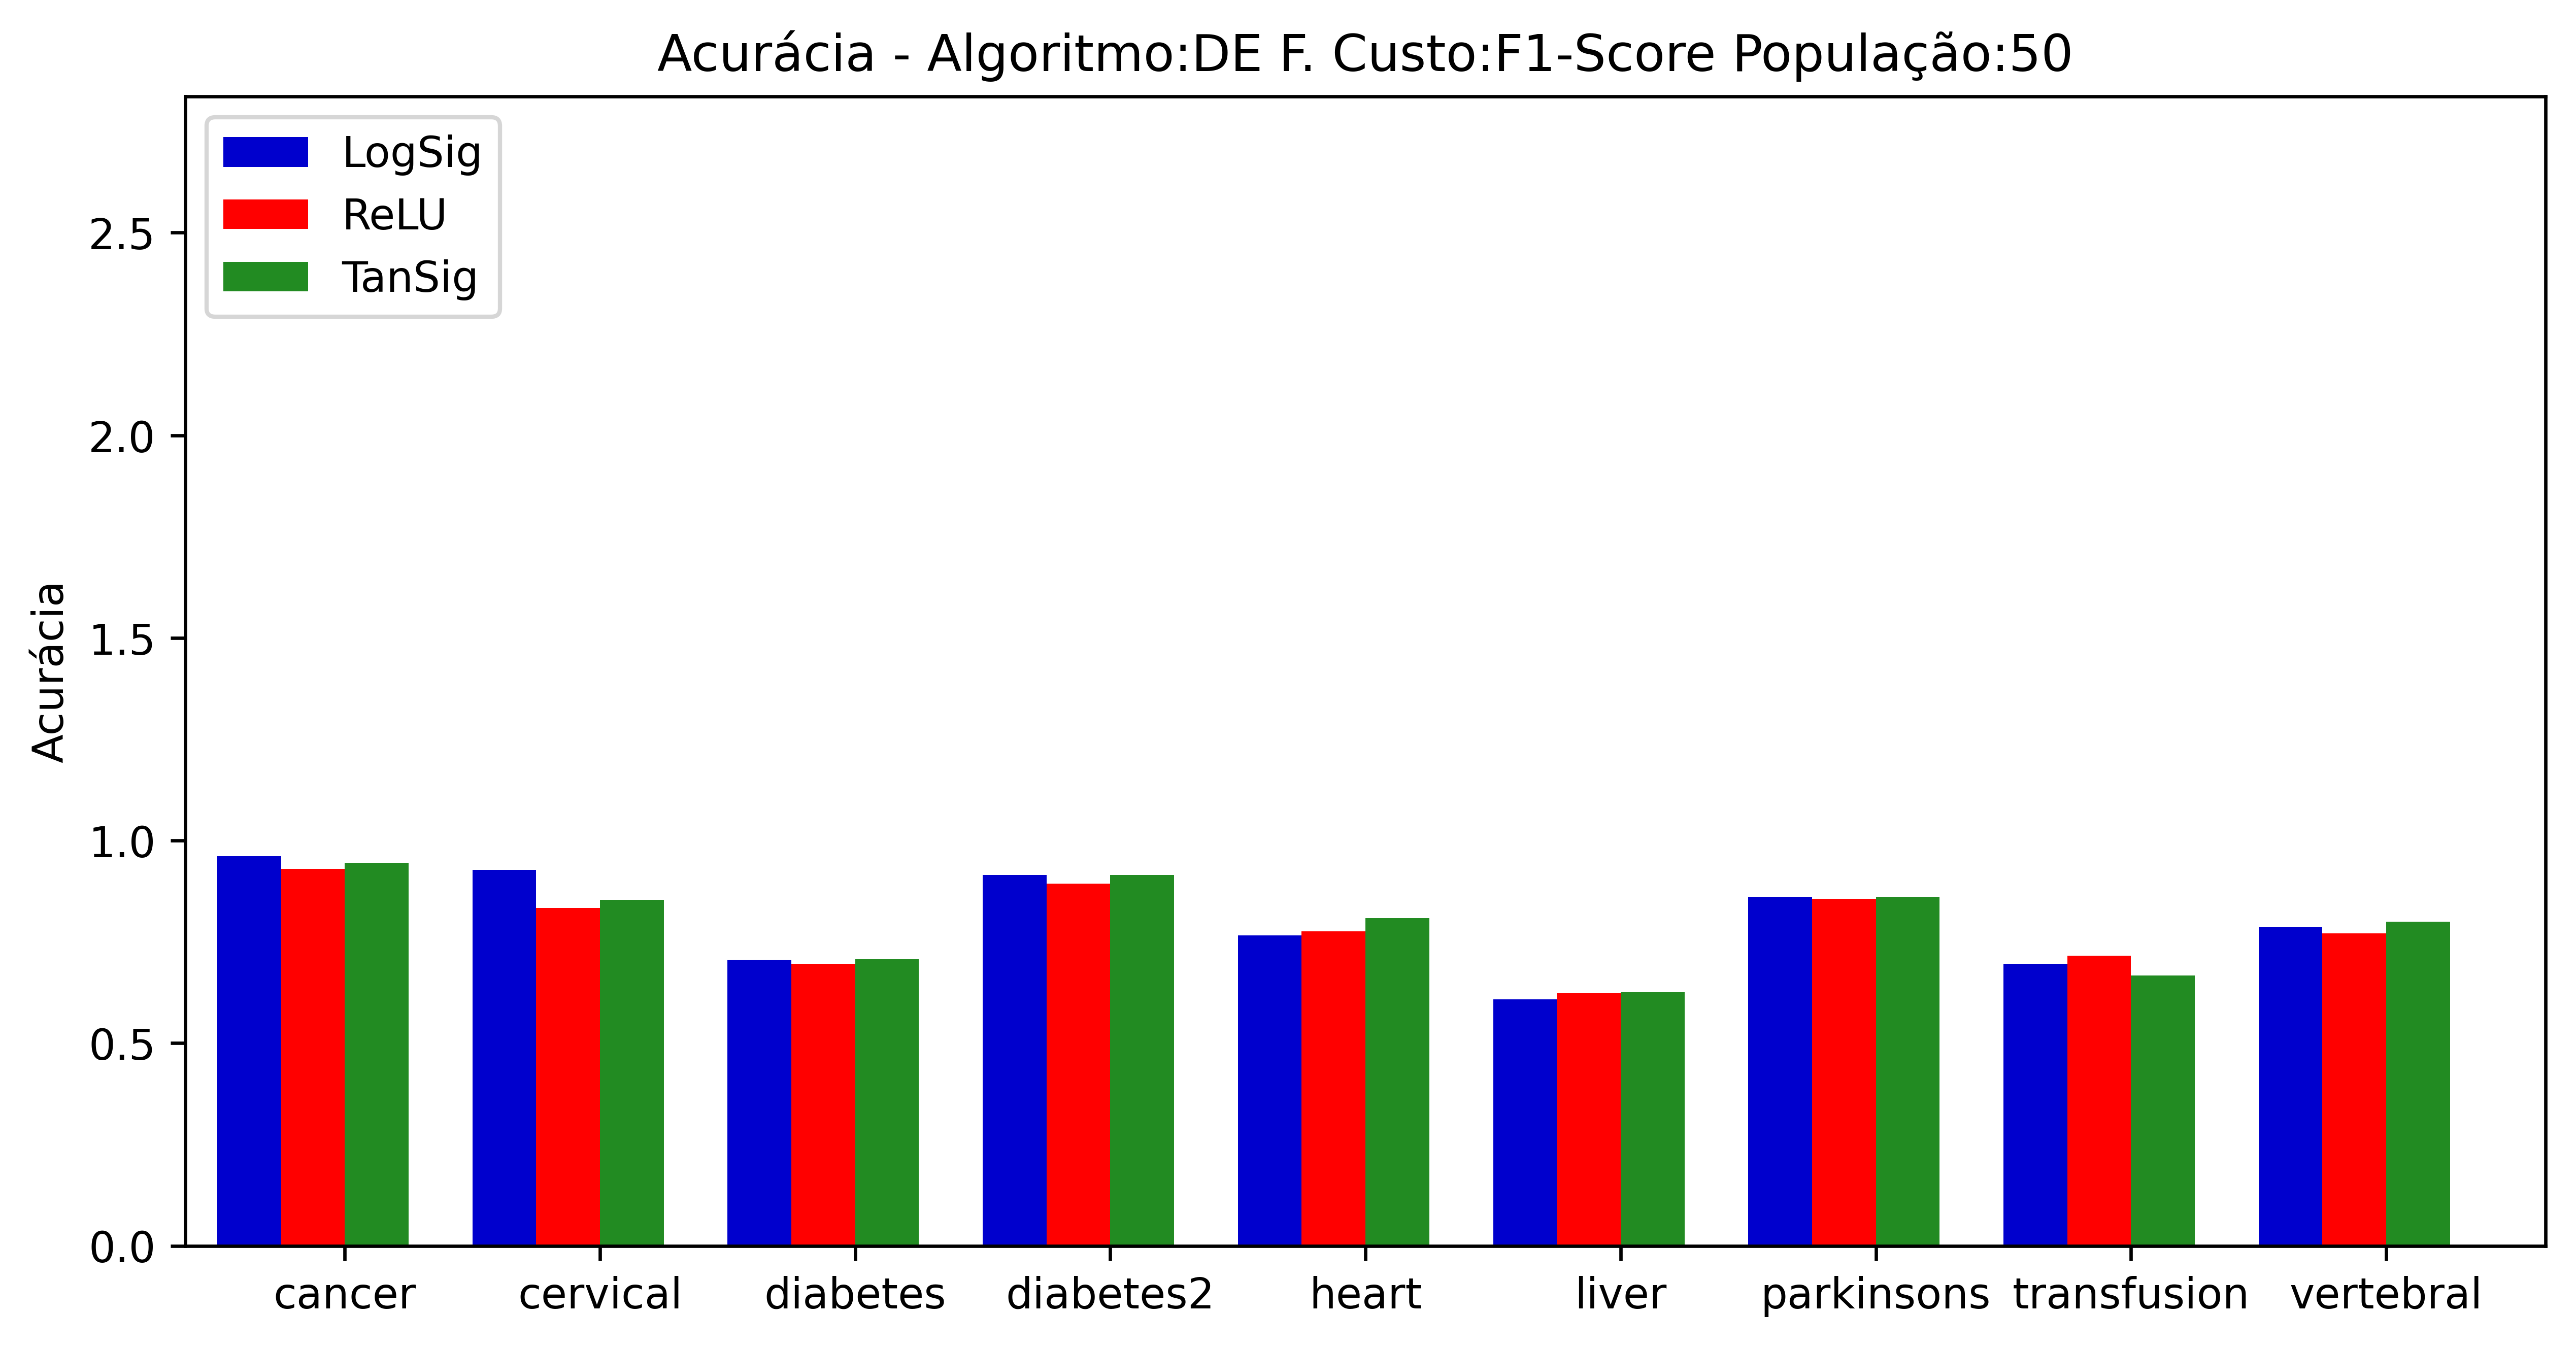 Acurácia - Algoritmo:DE F. Custo:F1-Score População:50
LogSig
ReLU
TanSig
Acurácia
2.5
2.0
1.5
1.0
0.5
0.0
cancer cervical diabetes diabetes2 heart liver parkinsons transfusion vertebral